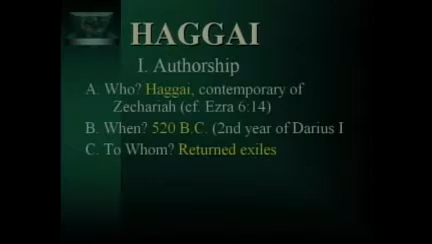 HAGGAI
I. Authorship
A. Who? Haggai, contemporary of
Zechariah (cf. Ezra 6:14)
B. When? 520 B.C. (2nd year of Darius I
C. To Whom? Returned exiles